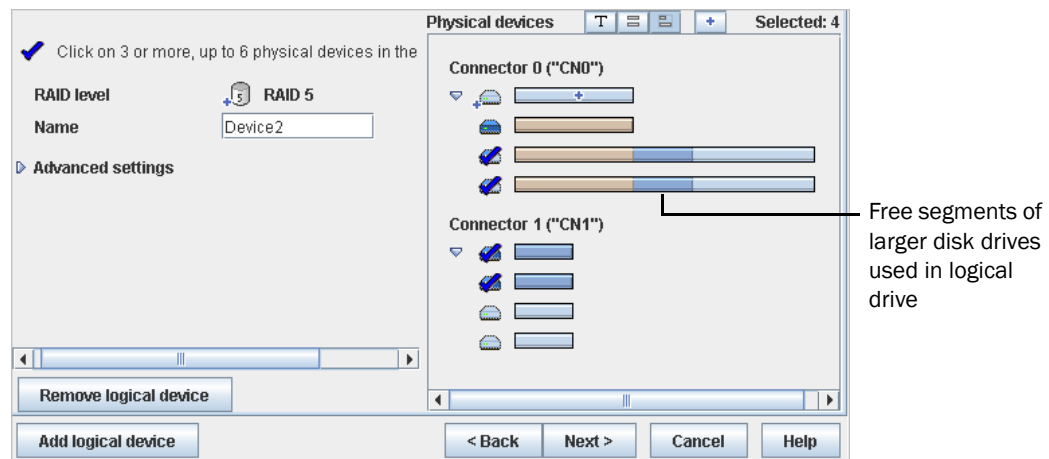 Physical devices T Selected: 4
Click on 3 or more, up to 6 physical devices in the
RAID level 5 RAID 5
Name Device2
Advanced settings
Connector 0 ("CN0")
Connector 1 ("CN1")
Free segments of
larger disk drives
used in logical
drive
Remove logical device
Add logical device
< Back Next > Cancel Help